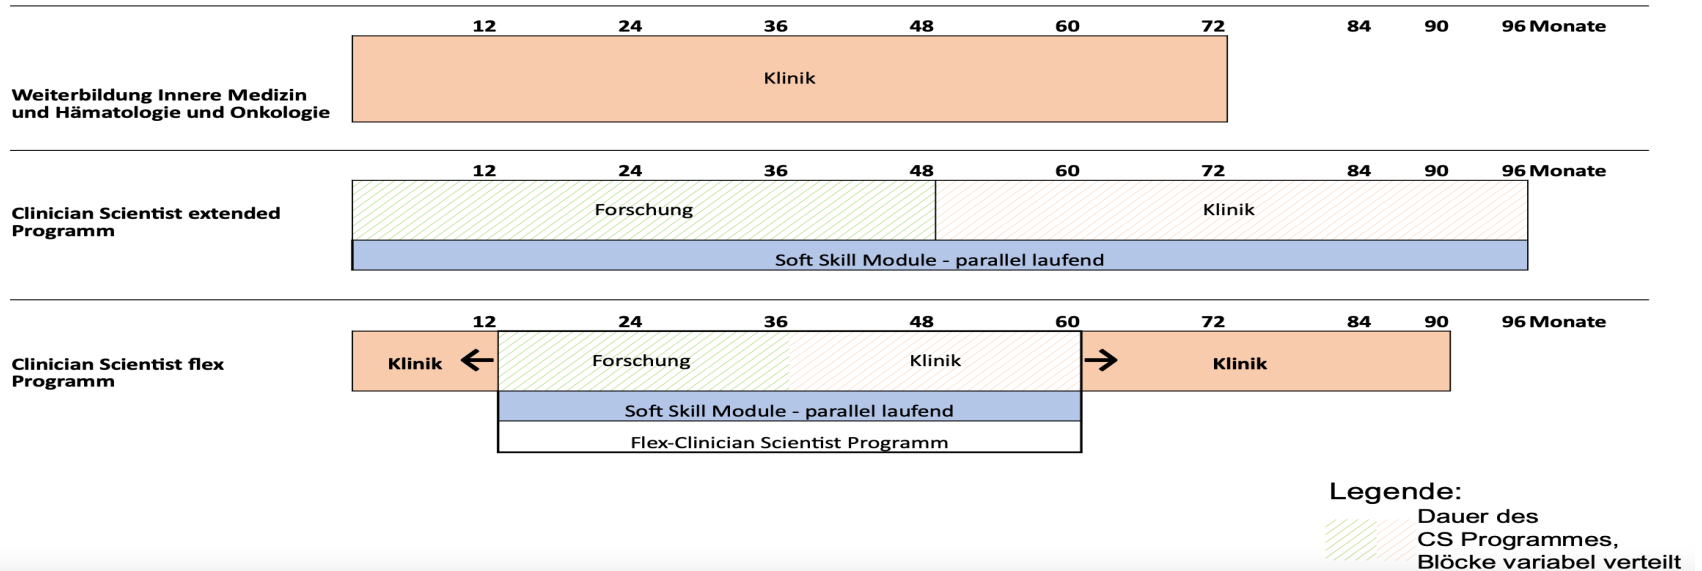 12 24 36 48 60 72 84 90 96 Monate
Klinik
Weiterbildung Innere Medizin
und Hämatologie und Onkologie
12 24 36 48 60 72 84 90 96 Monate
Clinician Scientist extended
Programm
Forschung Klinik
Soft Skill Module - parallel laufend
12 24 36 48 60 72 84 90 96 Monate
Clinician Scientist flex
Programm
Klinik Forschung Klinik Klinik
Soft Skill Module - parallel laufend
Flex-Clinician Scientist Programm
Legende:
Dauer des
CS Programmes,
Blöcke variabel verteilt